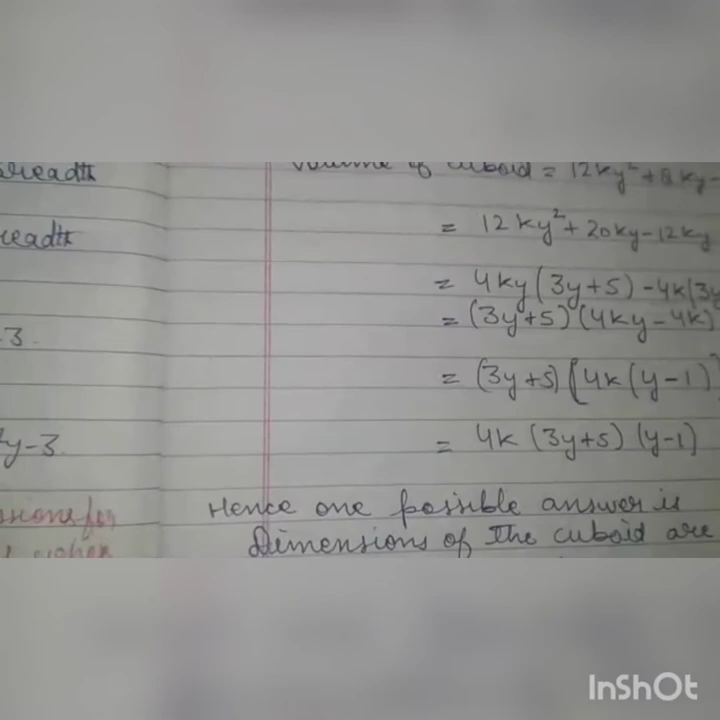 breadth
Volume of cuboid = 12ky² + 8ky -
= 12ky² + 20ky - 12ky
readth
= 4ky(3y+5) - 4k(3y
= (3y+5) (4ky - 4k)
-3
= (3y+5) [4k(y-1)]
y-3
= 4k (3y+5) (y-1)
Hence one possible answer is
Dimensions of the cuboid are
InShOt